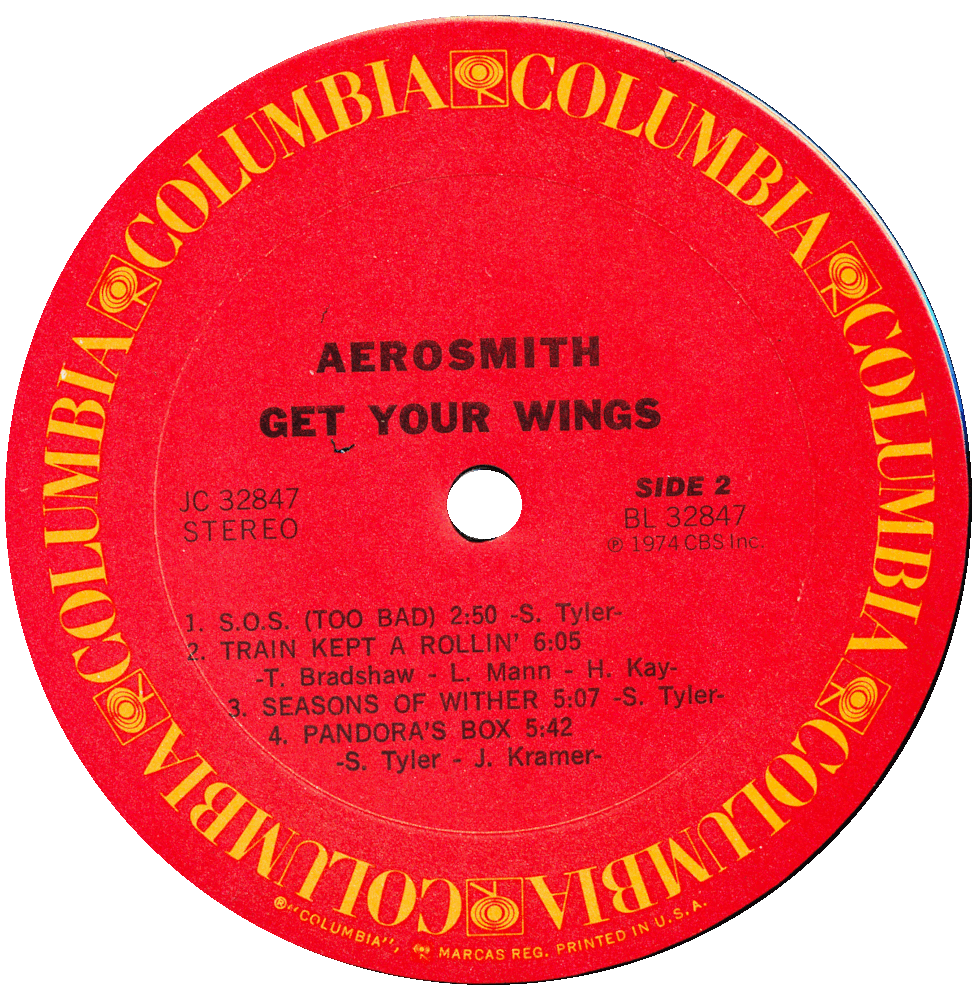 COLUMBIA COLUMBIA COLUMBIA COLUMBIA COLUMBIA COLUMBIA
AEROSMITH
GET YOUR WINGS
JC 32847
STEREO
SIDE 2
BL 32847
℗ 1974 CBS Inc.
1. S.O.S. (TOO BAD) 2:50 -S. Tyler-
2. TRAIN KEPT A ROLLIN' 6:05
-T. Bradshaw - L. Mann - H. Kay-
3. SEASONS OF WITHER 5:07 -S. Tyler-
4. PANDORA'S BOX 5:42
-S. Tyler - J. Kramer-
®"COLUMBIA", MARCAS REG. PRINTED IN U.S.A.